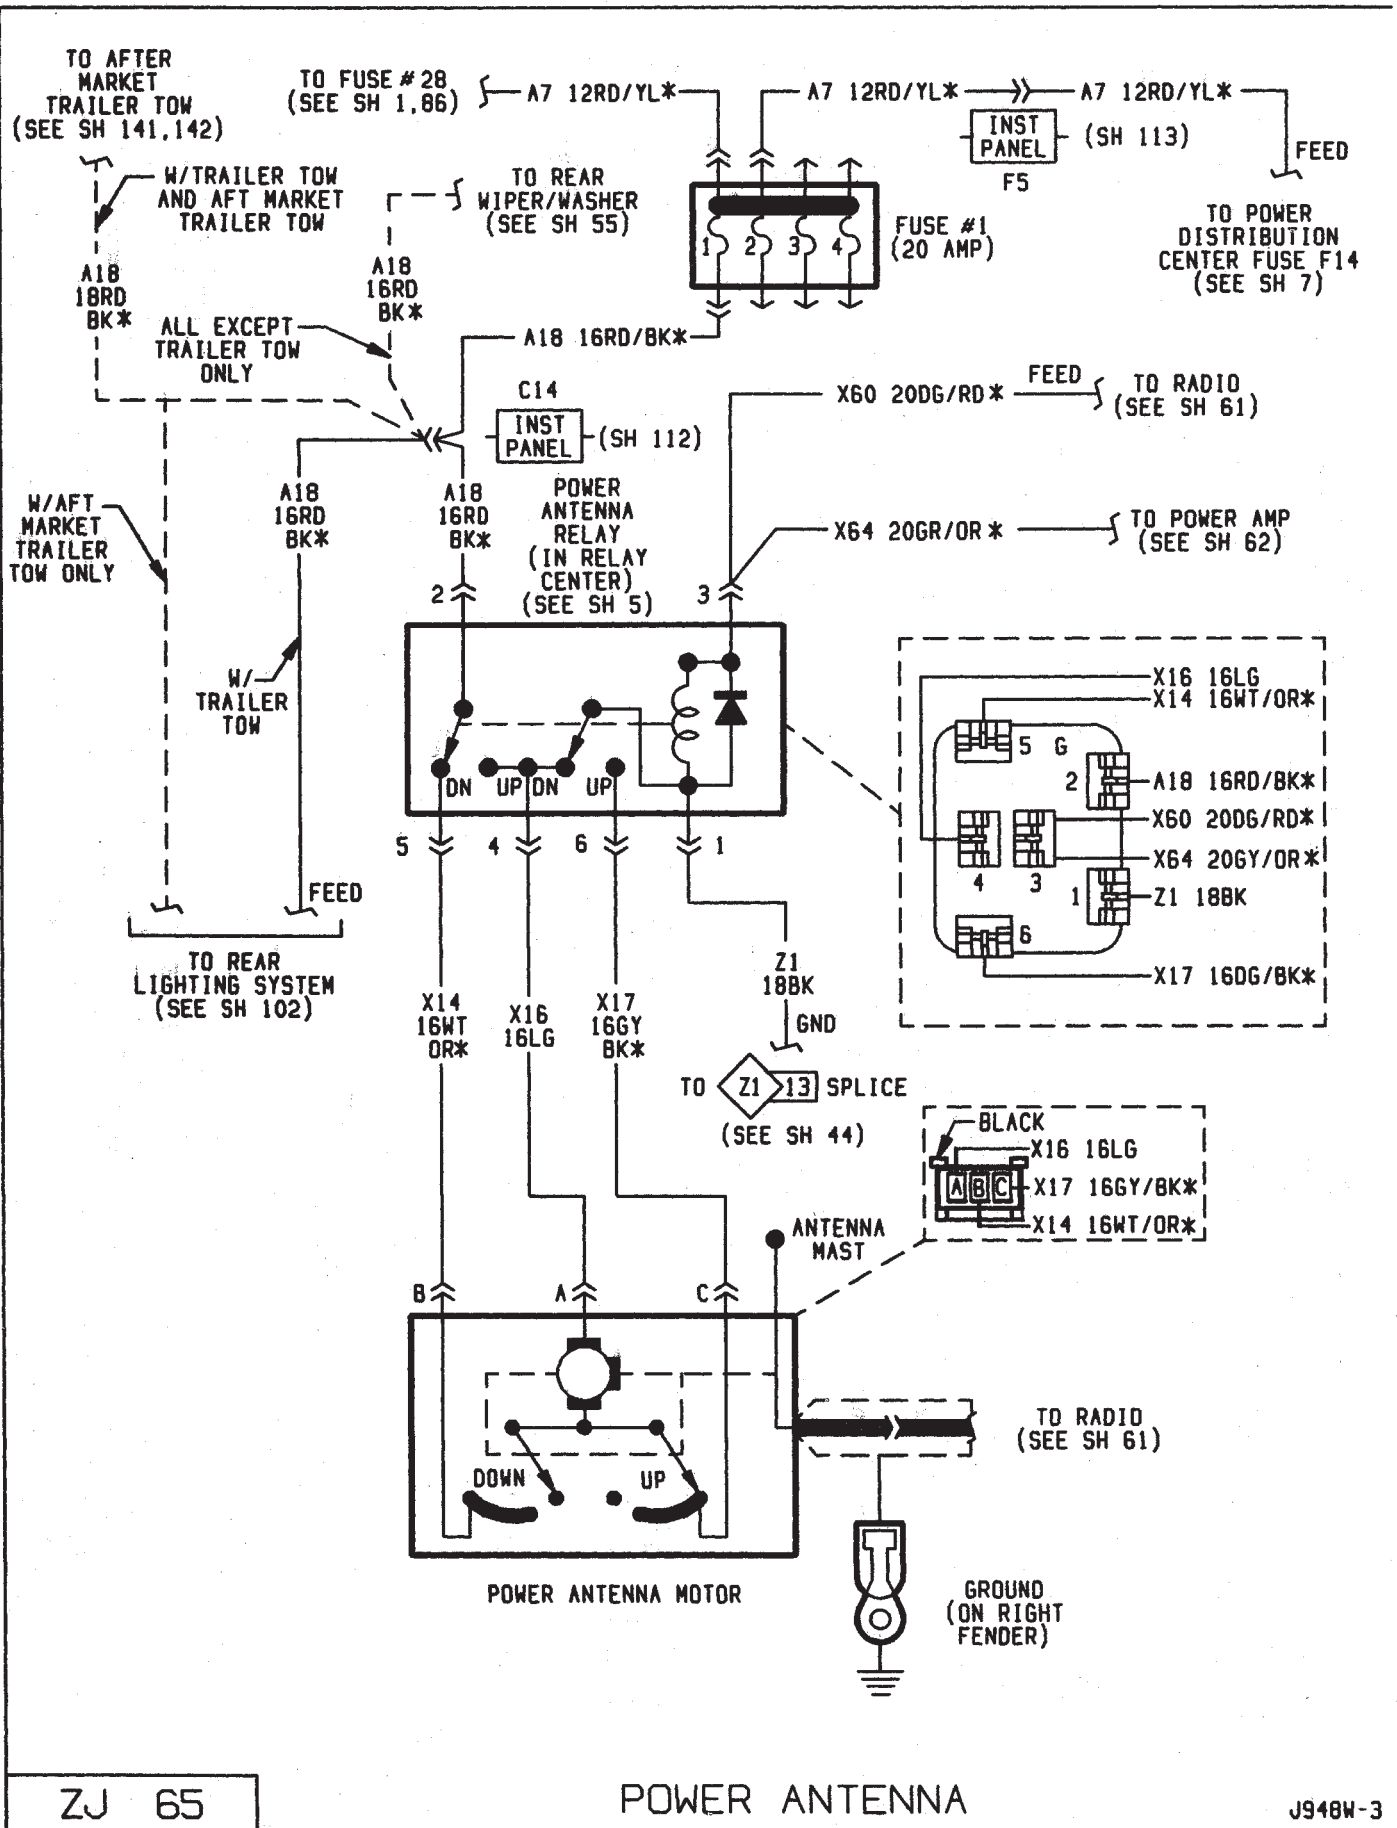 TO AFTER
MARKET
TRAILER TOW
(SEE SH 141,142)
TO FUSE #28
(SEE SH 1,86)
A7 12RD/YL*
A7 12RD/YL*
A7 12RD/YL*
INST
PANEL
(SH 113)
F5
FEED
W/TRAILER TOW
AND AFT MARKET
TRAILER TOW
TO REAR
WIPER/WASHER
(SEE SH 55)
1
2
3
4
FUSE #1
(20 AMP)
TO POWER
DISTRIBUTION
CENTER FUSE F14
(SEE SH 7)
A18
18RD
BK*
A18
16RD
BK*
ALL EXCEPT
TRAILER TOW
ONLY
A18 16RD/BK*
C14
INST
PANEL
(SH 112)
X60 20DG/RD*
FEED
TO RADIO
(SEE SH 61)
W/AFT
MARKET
TRAILER
TOW ONLY
A18
16RD
BK*
A18
16RD
BK*
POWER
ANTENNA
RELAY
(IN RELAY
CENTER)
(SEE SH 5)
X64 20GR/OR*
TO POWER AMP
(SEE SH 62)
2
3
W/
TRAILER
TOW
DN
UP
DN
UP
5
4
6
1
X16 16LG
X14 16WT/OR*
5
G
2
A18 16RD/BK*
X60 20DG/RD*
X64 20GY/OR*
4
3
1
Z1 18BK
6
X17 16DG/BK*
FEED
TO REAR
LIGHTING SYSTEM
(SEE SH 102)
X14
16WT
OR*
X16
16LG
X17
16GY
BK*
Z1
18BK
GND
TO
Z1
13
SPLICE
(SEE SH 44)
BLACK
X16 16LG
A
B
C
X17 16GY/BK*
X14 16WT/OR*
ANTENNA
MAST
B
A
C
DOWN
UP
TO RADIO
(SEE SH 61)
POWER ANTENNA MOTOR
GROUND
(ON RIGHT
FENDER)
ZJ 65
POWER ANTENNA
J948W-3